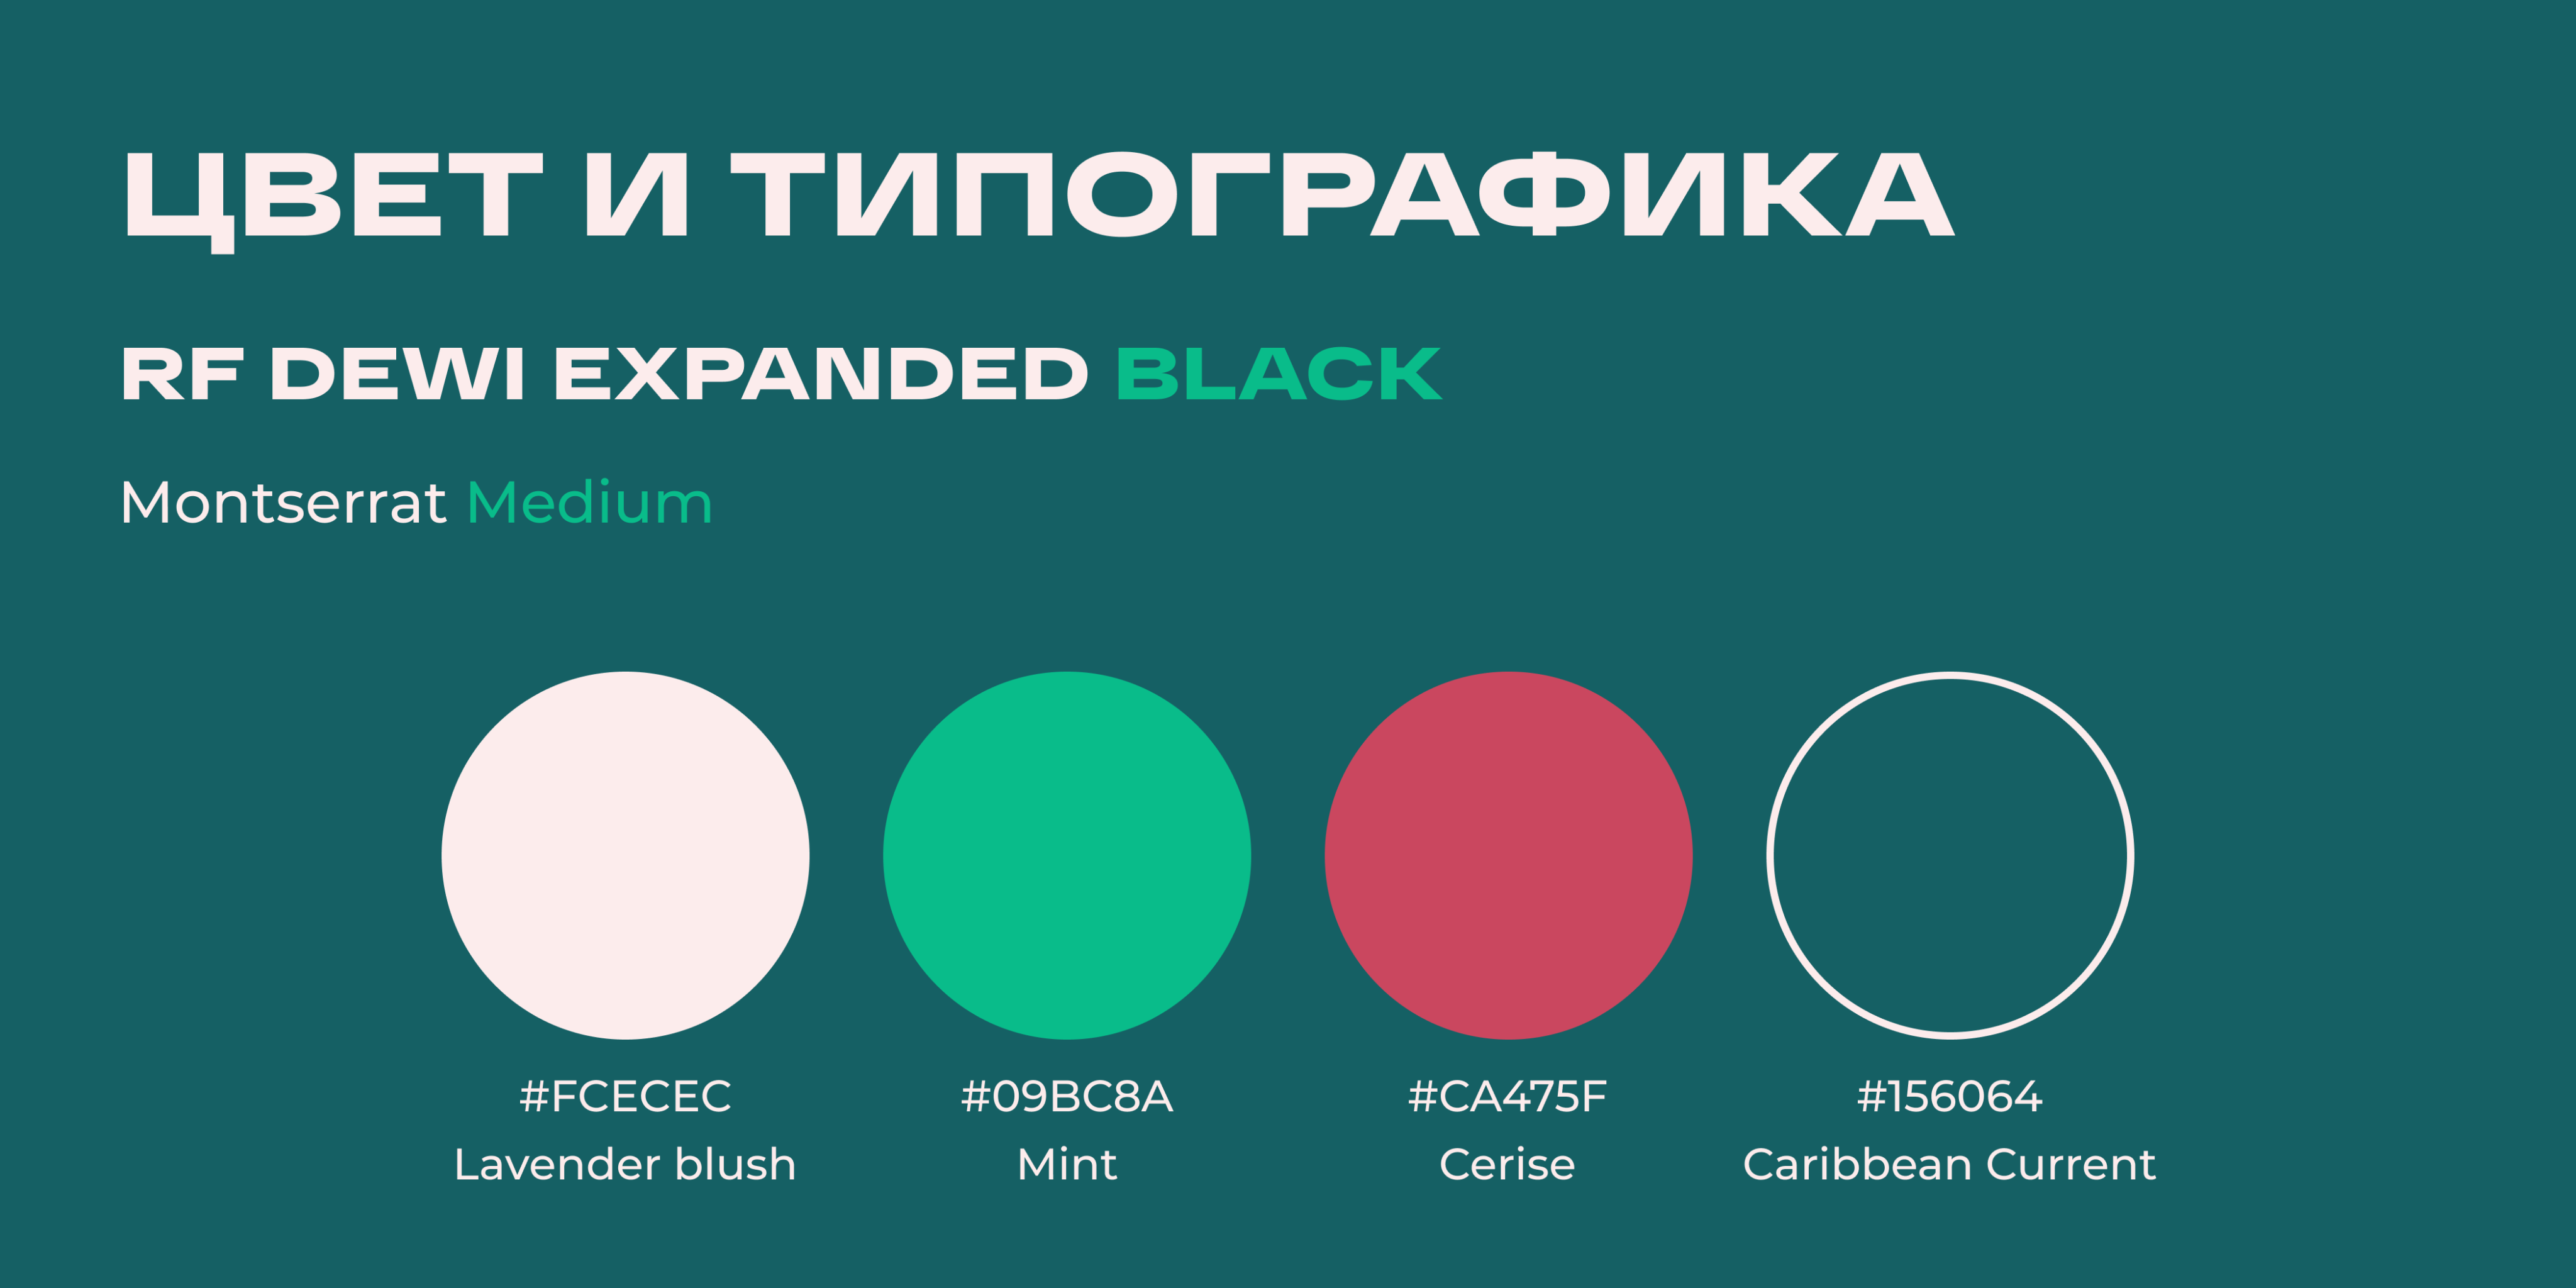 ЦВЕТ И ТИПОГРАФИКА
RF DEWI EXPANDED BLACK
Montserrat Medium
#FCECEC
Lavender blush
#09BC8A
Mint
#CA475F
Cerise
#156064
Caribbean Current